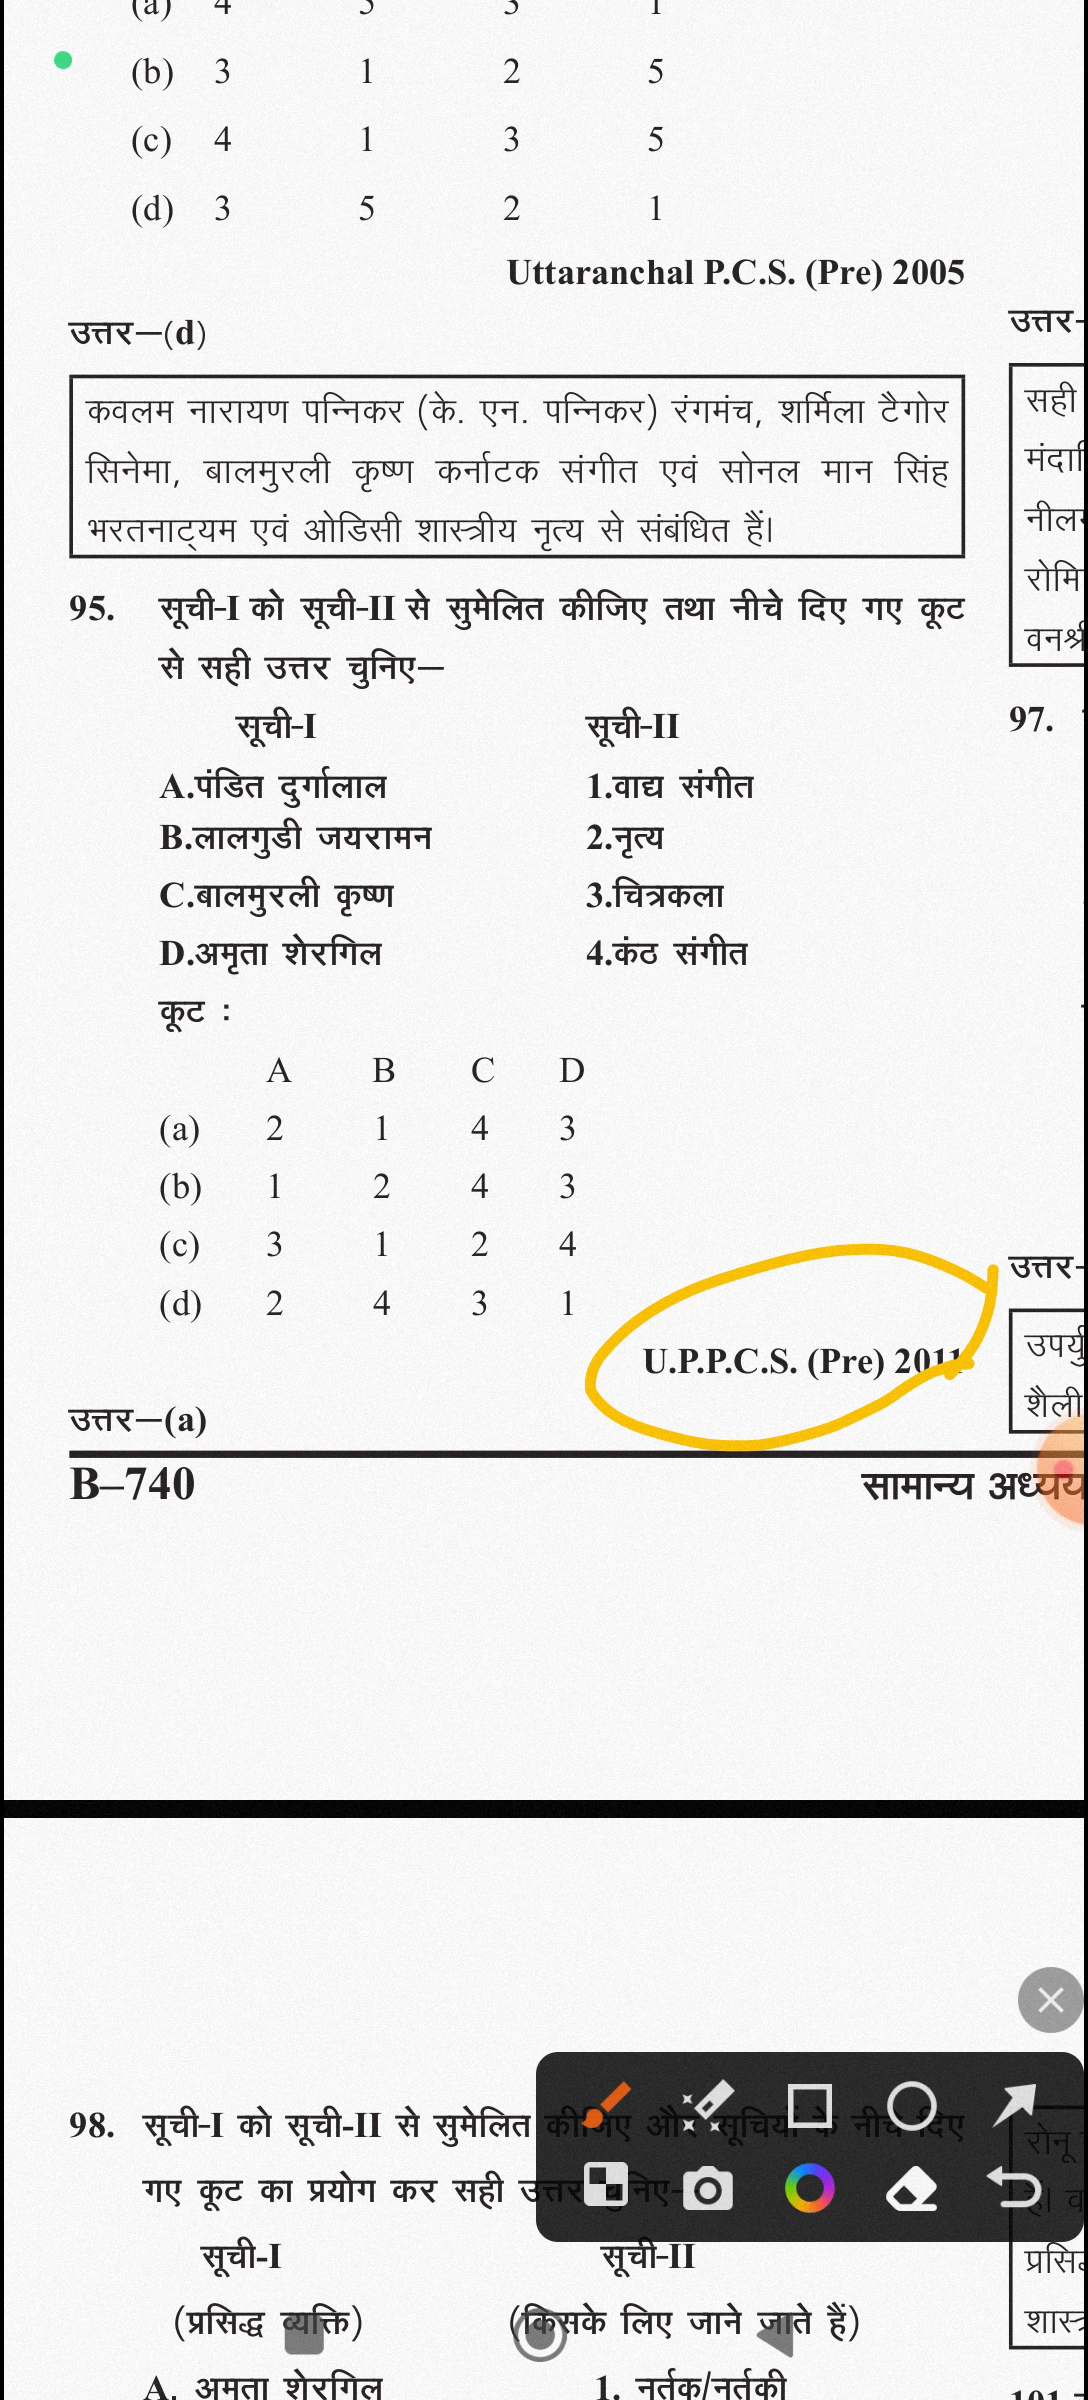 (a) 4 5 3 1
(b) 3 1 2 5
(c) 4 1 3 5
(d) 3 5 2 1
Uttaranchal P.C.S. (Pre) 2005
उत्तर—(d)
कवलम नारायण पन्निकर (के. एन. पन्निकर) रंगमंच, शर्मिला टैगोर
सिनेमा, बालमुरली कृष्ण कर्नाटक संगीत एवं सोनल मान सिंह
भरतनाट्यम एवं ओडिसी शास्त्रीय नृत्य से संबंधित हैं।
95. सूची-I को सूची-II से सुमेलित कीजिए तथा नीचे दिए गए कूट
से सही उत्तर चुनिए—
सूची-I सूची-II
A.पंडित दुर्गालाल 1.वाद्य संगीत
B.लालगुडी जयरामन 2.नृत्य
C.बालमुरली कृष्ण 3.चित्रकला
D.अमृता शेरगिल 4.कंठ संगीत
कूट :
A B C D
(a) 2 1 4 3
(b) 1 2 4 3
(c) 3 1 2 4
(d) 2 4 3 1
U.P.P.C.S. (Pre) 2011
उत्तर—(a)
B–740
सामान्य
उत्तर-
सही
97.
उत्तर-
शैली
98. सूची-I को सूची-II से सुमेलित कीजिए और सूचियों के नीचे दिए
गए कूट का प्रयोग कर सही उत्तर चुनिए—
सूची-I सूची-II
(प्रसिद्ध व्यक्ति) (किसके लिए जाने जाते हैं)
A. अमृता शेरगिल 1. नर्तक/नर्तकी